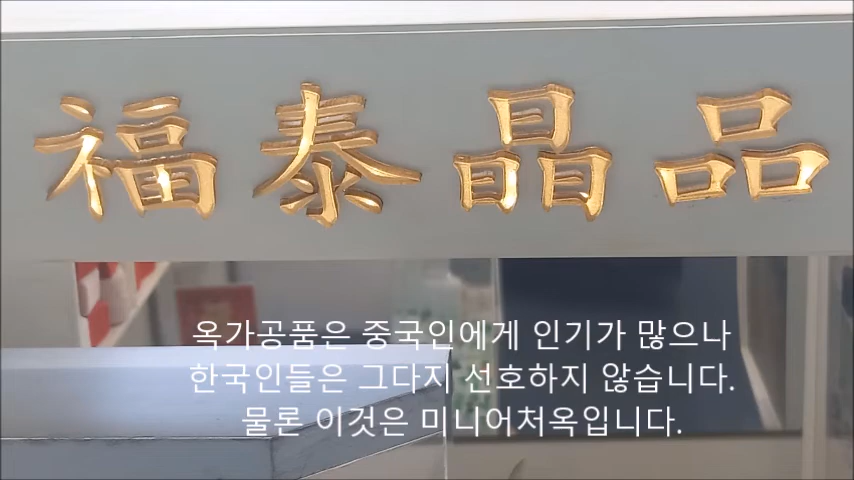 福泰晶品
옥가공품은 중국인에게 인기가 많으나
한국인들은 그다지 선호하지 않습니다.
물론 이것은 미니어처옥입니다.